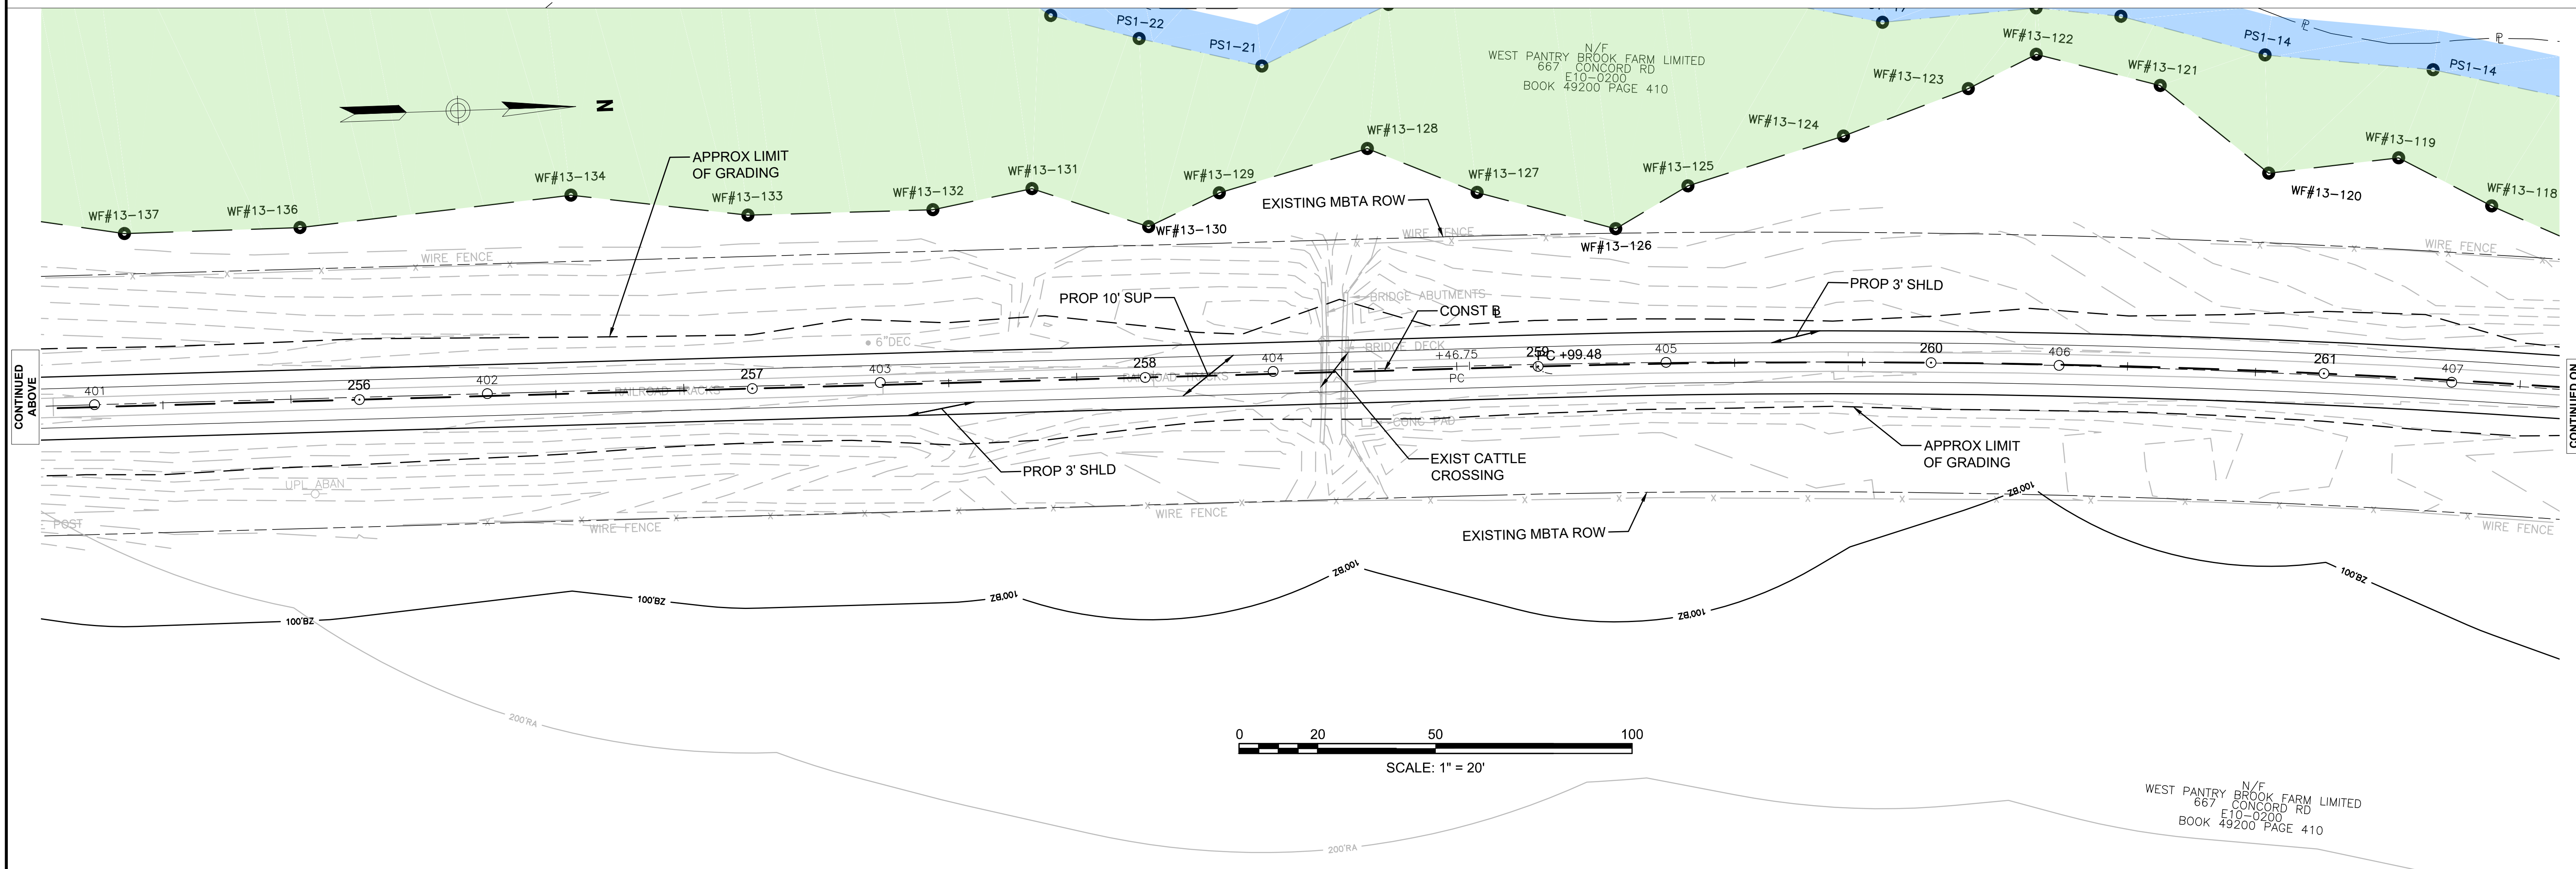 PS1-22
PS1-21
PS1-14
PS1-14
N/F
WEST PANTRY BROOK FARM LIMITED
667 CONCORD RD
E10-0200
BOOK 49200 PAGE 410
N
WF#13-122
WF#13-123
WF#13-121
WF#13-124
WF#13-128
WF#13-119
APPROX LIMIT
OF GRADING
WF#13-137
WF#13-136
WF#13-134
WF#13-133
WF#13-132
WF#13-131
WF#13-129
WF#13-127
WF#13-125
WF#13-120
WF#13-118
WF#13-130
WF#13-126
EXISTING MBTA ROW
WIRE FENCE
WIRE FENCE
WIRE FENCE
PROP 10' SUP
BRIDGE ABUTMENTS
CONST B
PROP 3' SHLD
6"DEC
BRIDGE DECK
CONTINUED
ABOVE
401
256
402
RAILROAD TRACKS
257
403
258
RAILROAD TRACKS
404
+46.75
PC
259
PC +99.48
405
260
406
261
407
CONTINUED ON
CONC PAD
PROP 3' SHLD
EXIST CATTLE
CROSSING
APPROX LIMIT
OF GRADING
UPL ABAN
POST
WIRE FENCE
WIRE FENCE
EXISTING MBTA ROW
WIRE FENCE
100'BZ
100'BZ
100'BZ
100'BZ
100'BZ
100'BZ
100'BZ
200'RA
0 20 50 100
SCALE: 1" = 20'
200'RA
N/F
WEST PANTRY BROOK FARM LIMITED
667 CONCORD RD
E10-0200
BOOK 49200 PAGE 410